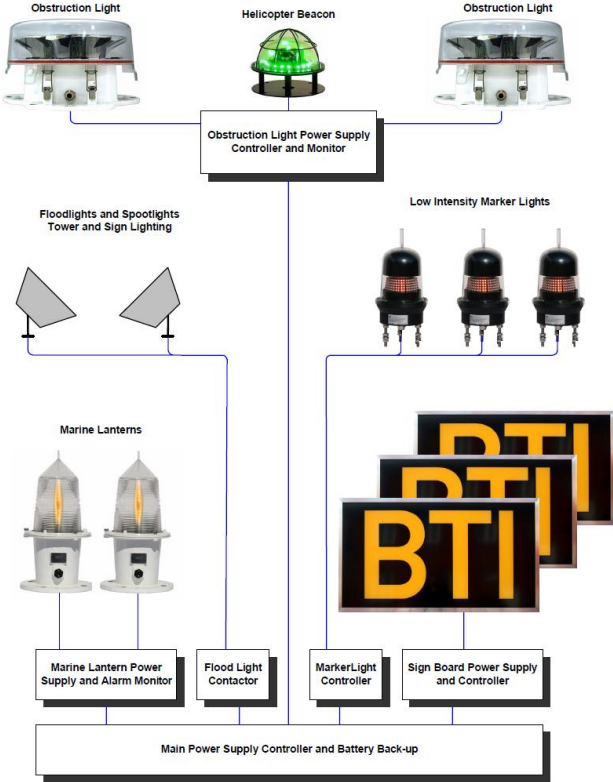 Obstruction Light
Helicopter Beacon
Obstruction Light
Obstruction Light Power Supply
Controller and Monitor
Floodlights and Spootlights
Tower and Sign Lighting
Low Intensity Marker Lights
Marine Lanterns
BTI
BTI
BTI
Marine Lantern Power
Supply and Alarm Monitor
Flood Light
Contactor
MarkerLight
Controller
Sign Board Power Supply
and Controller
Main Power Supply Controller and Battery Back-up